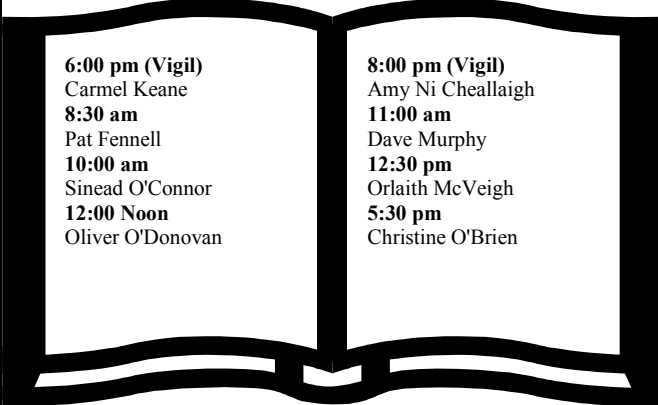 6:00 pm (Vigil)
Carmel Keane
8:30 am
Pat Fennell
10:00 am
Sinead O'Connor
12:00 Noon
Oliver O'Donovan
8:00 pm (Vigil)
Amy Ni Cheallaigh
11:00 am
Dave Murphy
12:30 pm
Orlaith McVeigh
5:30 pm
Christine O'Brien